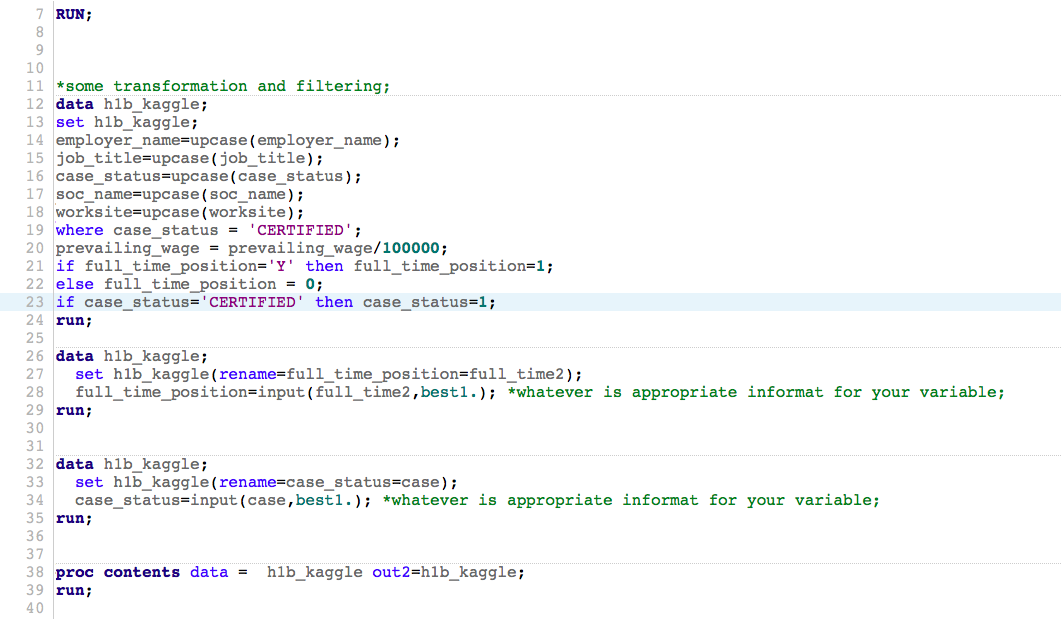 7 RUN;
8
9
10
11 *some transformation and filtering;
12 data h1b_kaggle;
13 set h1b_kaggle;
14 employer_name=upcase(employer_name);
15 job_title=upcase(job_title);
16 case_status=upcase(case_status);
17 soc_name=upcase(soc_name);
18 worksite=upcase(worksite);
19 where case_status = 'CERTIFIED';
20 prevailing_wage = prevailing_wage/100000;
21 if full_time_position='Y' then full_time_position=1;
22 else full_time_position = 0;
23 if case_status='CERTIFIED' then case_status=1;
24 run;
25
26 data h1b_kaggle;
27 set h1b_kaggle(rename=full_time_position=full_time2);
28 full_time_position=input(full_time2,best1.); *whatever is appropriate informat for your variable;
29 run;
30
31
32 data h1b_kaggle;
33 set h1b_kaggle(rename=case_status=case);
34 case_status=input(case,best1.); *whatever is appropriate informat for your variable;
35 run;
36
37
38 proc contents data = h1b_kaggle out2=h1b_kaggle;
39 run;
40